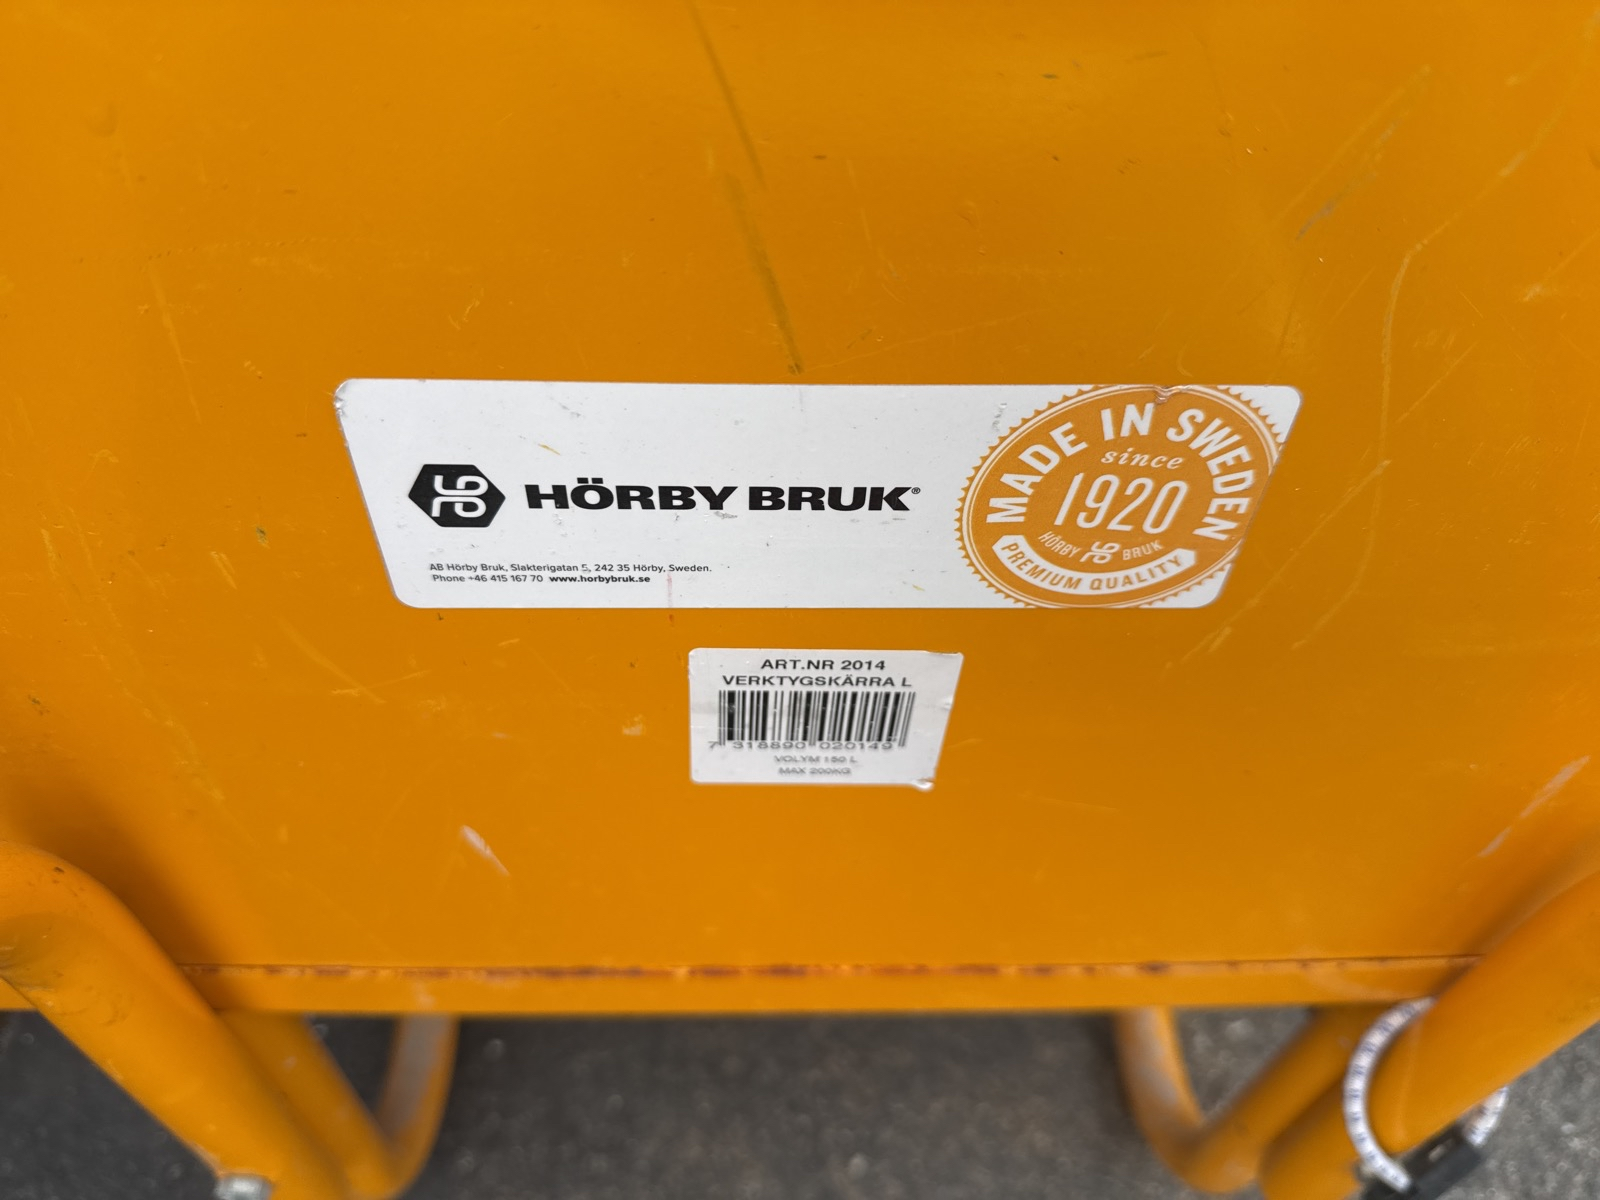 HÖRBY BRUK®
AB Hörby Bruk, Slakterigatan 5, 242 35 Hörby, Sweden.
Phone +46 415 167 70 www.horbybruk.se
MADE IN SWEDEN
since
1920
HÖRBY BRUK
PREMIUM QUALITY
ART.NR 2014
VERKTYGSKÄRRA L
7 318890 020149
VOLYM 150 L
MAX 200KG